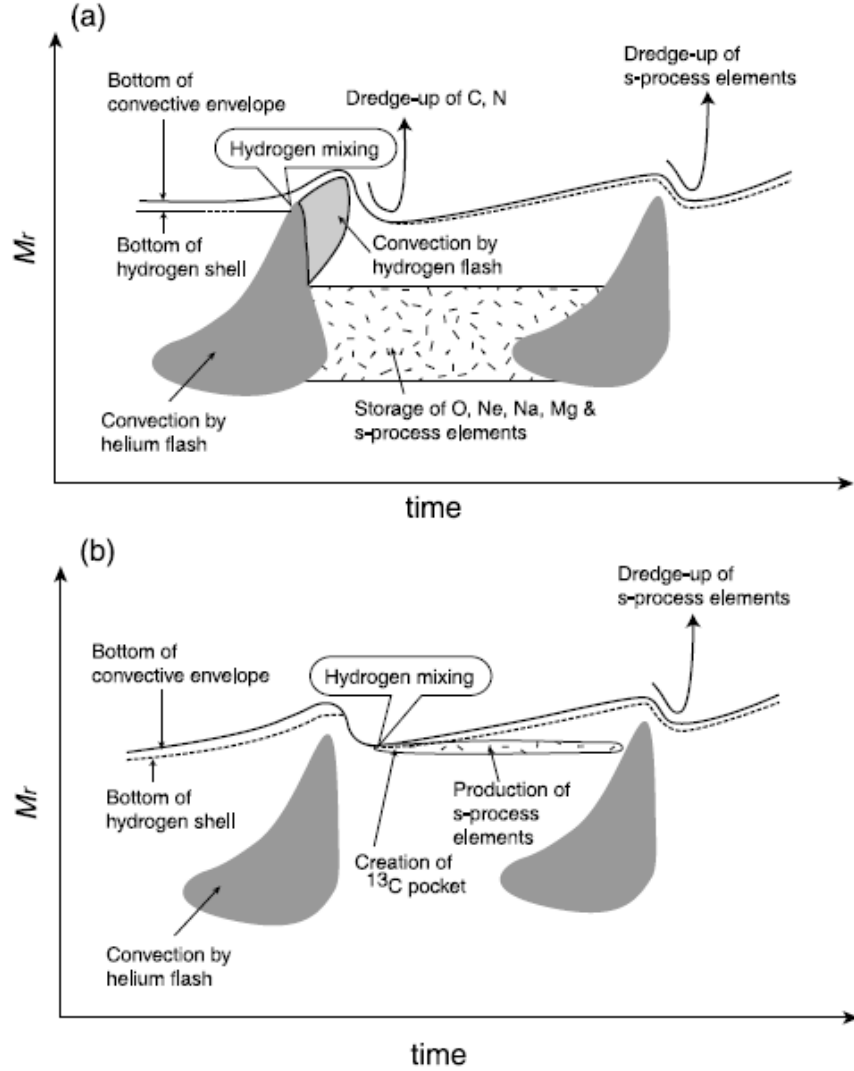 (a)
Bottom of
convective envelope
Dredge-up of C, N
Dredge-up of
s-process elements
Hydrogen mixing
Bottom of
hydrogen shell
Convection by
hydrogen flash
Mr
Convection by
helium flash
Storage of O, Ne, Na, Mg &
s-process elements
time
(b)
Dredge-up of
s-process elements
Bottom of
convective envelope
Hydrogen mixing
Bottom of
hydrogen shell
Production of
s-process
elements
Creation of
13C pocket
Mr
Convection by
helium flash
time